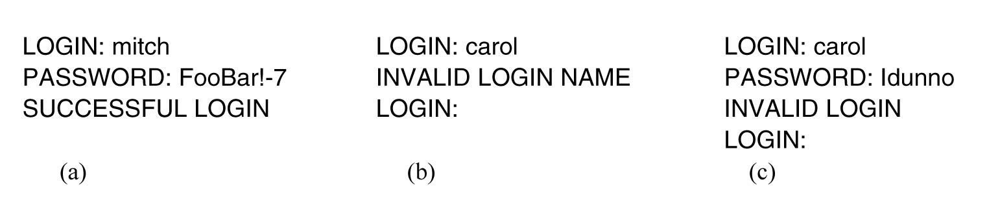 LOGIN: mitch
PASSWORD: FooBar!-7
SUCCESSFUL LOGIN
(a)
LOGIN: carol
INVALID LOGIN NAME
LOGIN:
(b)
LOGIN: carol
PASSWORD: Idunno
INVALID LOGIN
LOGIN:
(c)